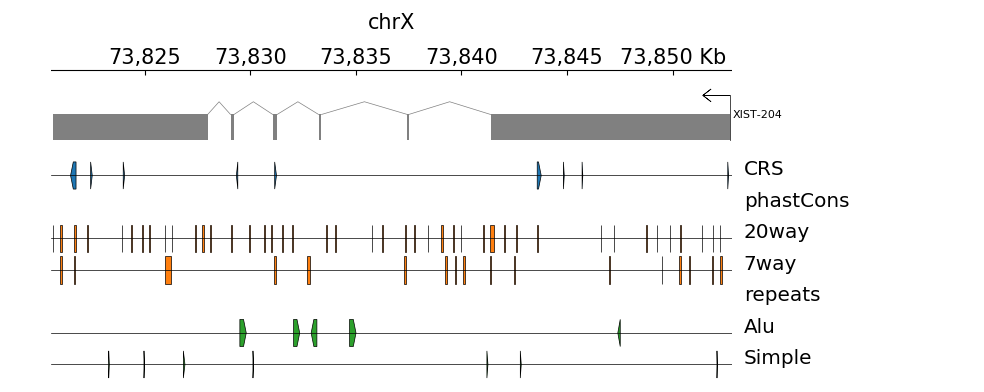 chrX
73,825 73,830 73,835 73,840 73,845 73,850 Kb
XIST-204
CRS
phastCons
20way
7way
repeats
Alu
Simple